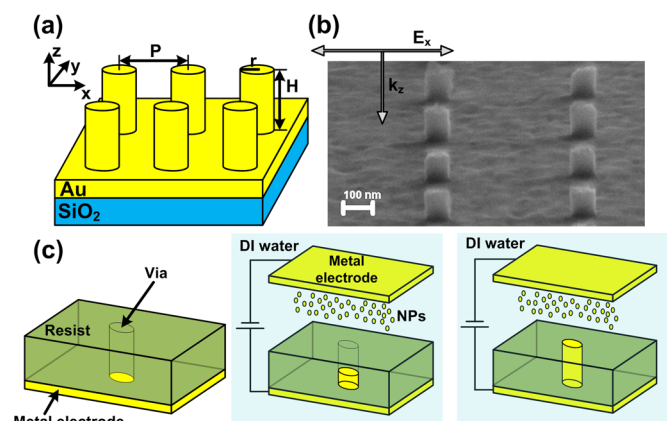 (a)
P
r
z
y
x
H
Au
SiO₂
(b)
Eₓ
k_z
100 nm
(c)
Via
Resist
Metal electrode
DI water
Metal
electrode
NPs
DI water